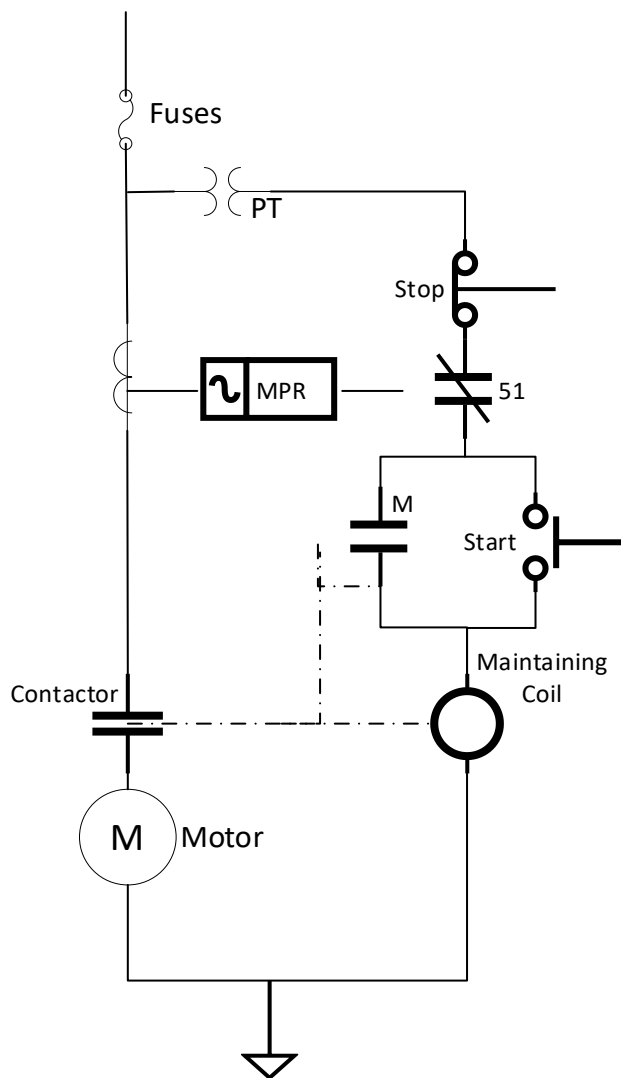 Fuses
PT
Stop
MPR
51
M
Start
Maintaining
Coil
Contactor
M
Motor